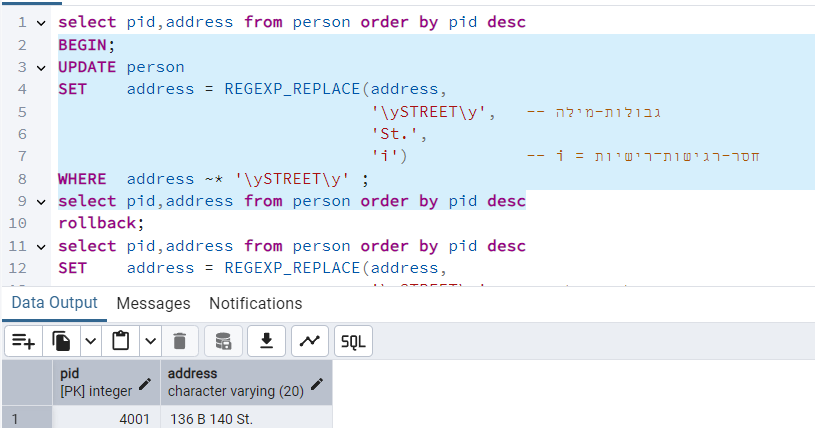 1 select pid,address from person order by pid desc
2 BEGIN;
3 UPDATE person
4 SET address = REGEXP_REPLACE(address,
5 '\ySTREET\y', -- גבולות-מילה
6 'St.',
7 'i') -- i = חסר-רגישות־רישיות
8 WHERE address ~* '\ySTREET\y' ;
9 select pid,address from person order by pid desc
10 rollback;
11 select pid,address from person order by pid desc
12 SET address = REGEXP_REPLACE(address,
Data Output Messages Notifications
SQL
pid address
[PK] integer character varying (20)
1 4001 136 B 140 St.